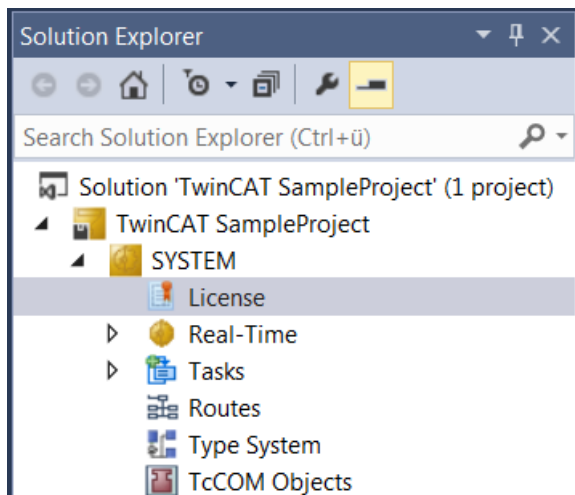 Solution Explorer
Search Solution Explorer (Ctrl+ü)
Solution 'TwinCAT SampleProject' (1 project)
TwinCAT SampleProject
SYSTEM
License
Real-Time
Tasks
Routes
Type System
TcCOM Objects